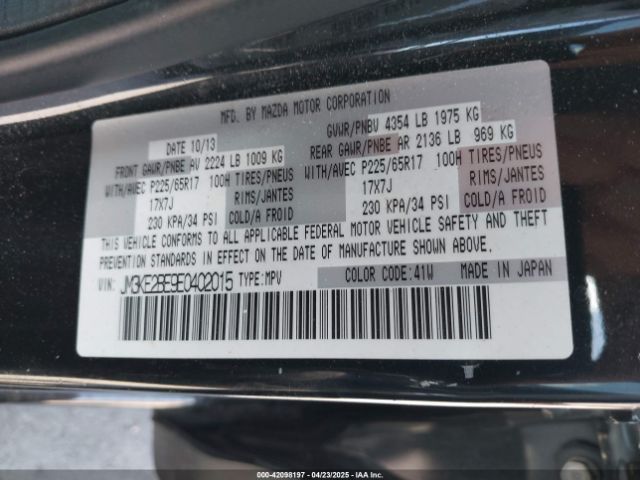 MFD. BY MAZDA MOTOR CORPORATION
DATE 10/13 GVWR/PNBV 4354 LB 1975 KG
FRONT GAWR/PNBE AV 2224 LB 1009 KG REAR GAWR/PNBE AR 2136 LB 969 KG
WITH/AVEC P225/65R17 100H TIRES/PNEUS WITH/AVEC P225/65R17 100H TIRES/PNEUS
17X7J RIMS/JANTES 17X7J RIMS/JANTES
230 KPA/34 PSI COLD/A FROID 230 KPA/34 PSI COLD/A FROID
THIS VEHICLE CONFORMS TO ALL APPLICABLE FEDERAL MOTOR VEHICLE SAFETY AND THEFT
PREVENTION STANDARDS IN EFFECT ON THE DATE OF MANUFACTURE SHOWN ABOVE.
VIN: JM3KE2BE9E0402015 TYPE:MPV COLOR CODE:41W MADE IN JAPAN
000-42098197 - 04/23/2025 - IAA, Inc.